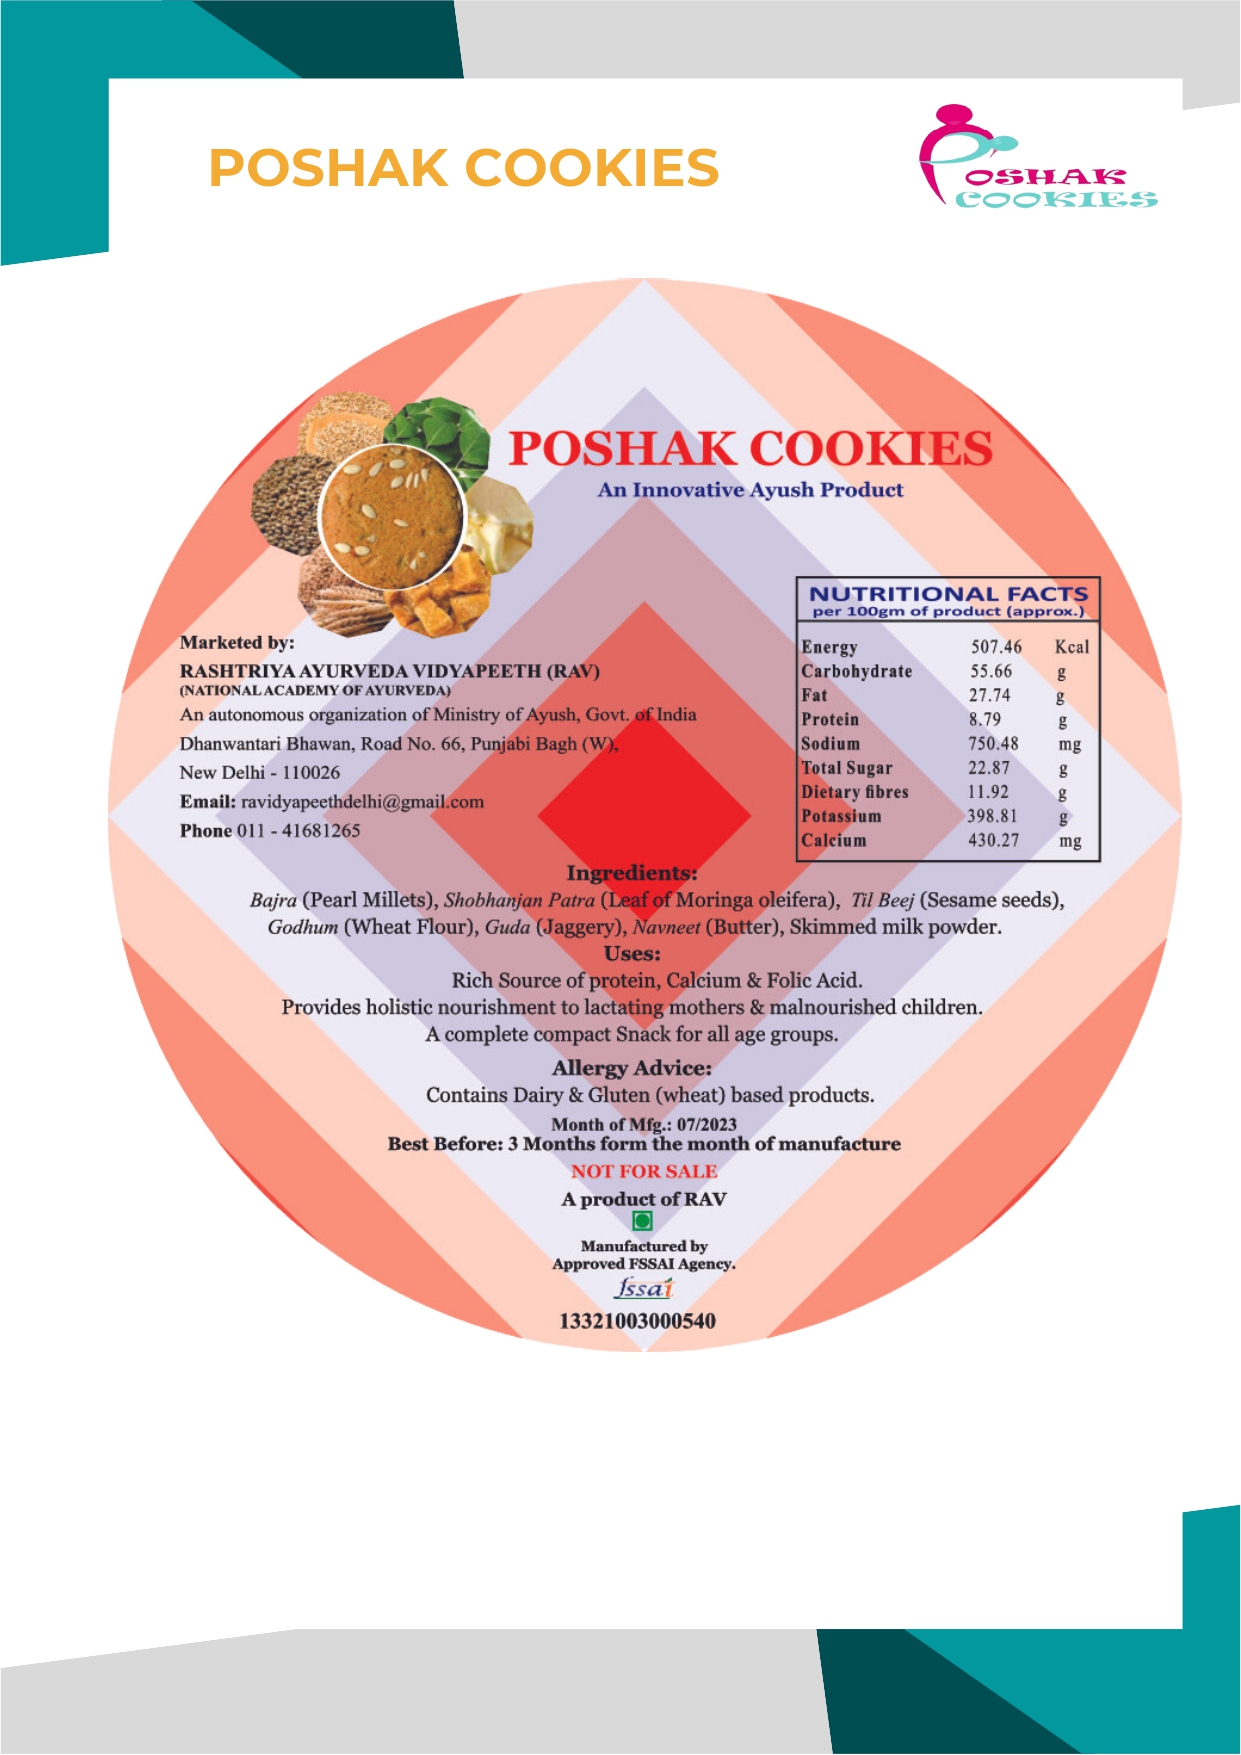 POSHAK COOKIES
POSHAK
COOKIES
POSHAK COOKIES
An Innovative Ayush Product
NUTRITIONAL FACTS
per 100gm of product (approx.)
Energy 507.46 Kcal
Carbohydrate 55.66 g
Fat 27.74 g
Protein 8.79 g
Sodium 750.48 mg
Total Sugar 22.87 g
Dietary fibres 11.92 g
Potassium 398.81 g
Calcium 430.27 mg
Marketed by:
RASHTRIYA AYURVEDA VIDYAPEETH (RAV)
(NATIONAL ACADEMY OF AYURVEDA)
An autonomous organization of Ministry of Ayush, Govt. of India
Dhanwantari Bhawan, Road No. 66, Punjabi Bagh (W),
New Delhi - 110026
Email: ravidyapeethdelhi@gmail.com
Phone 011 - 41681265
Ingredients:
Bajra (Pearl Millets), Shobhanjan Patra (Leaf of Moringa oleifera), Til Beej (Sesame seeds),
Godhum (Wheat Flour), Guda (Jaggery), Navneet (Butter), Skimmed milk powder.
Uses:
Rich Source of protein, Calcium & Folic Acid.
Provides holistic nourishment to lactating mothers & malnourished children.
A complete compact Snack for all age groups.
Allergy Advice:
Contains Dairy & Gluten (wheat) based products.
Month of Mfg.: 07/2023
Best Before: 3 Months form the month of manufacture
NOT FOR SALE
A product of RAV
Manufactured by
Approved FSSAI Agency.
fssai
13321003000540